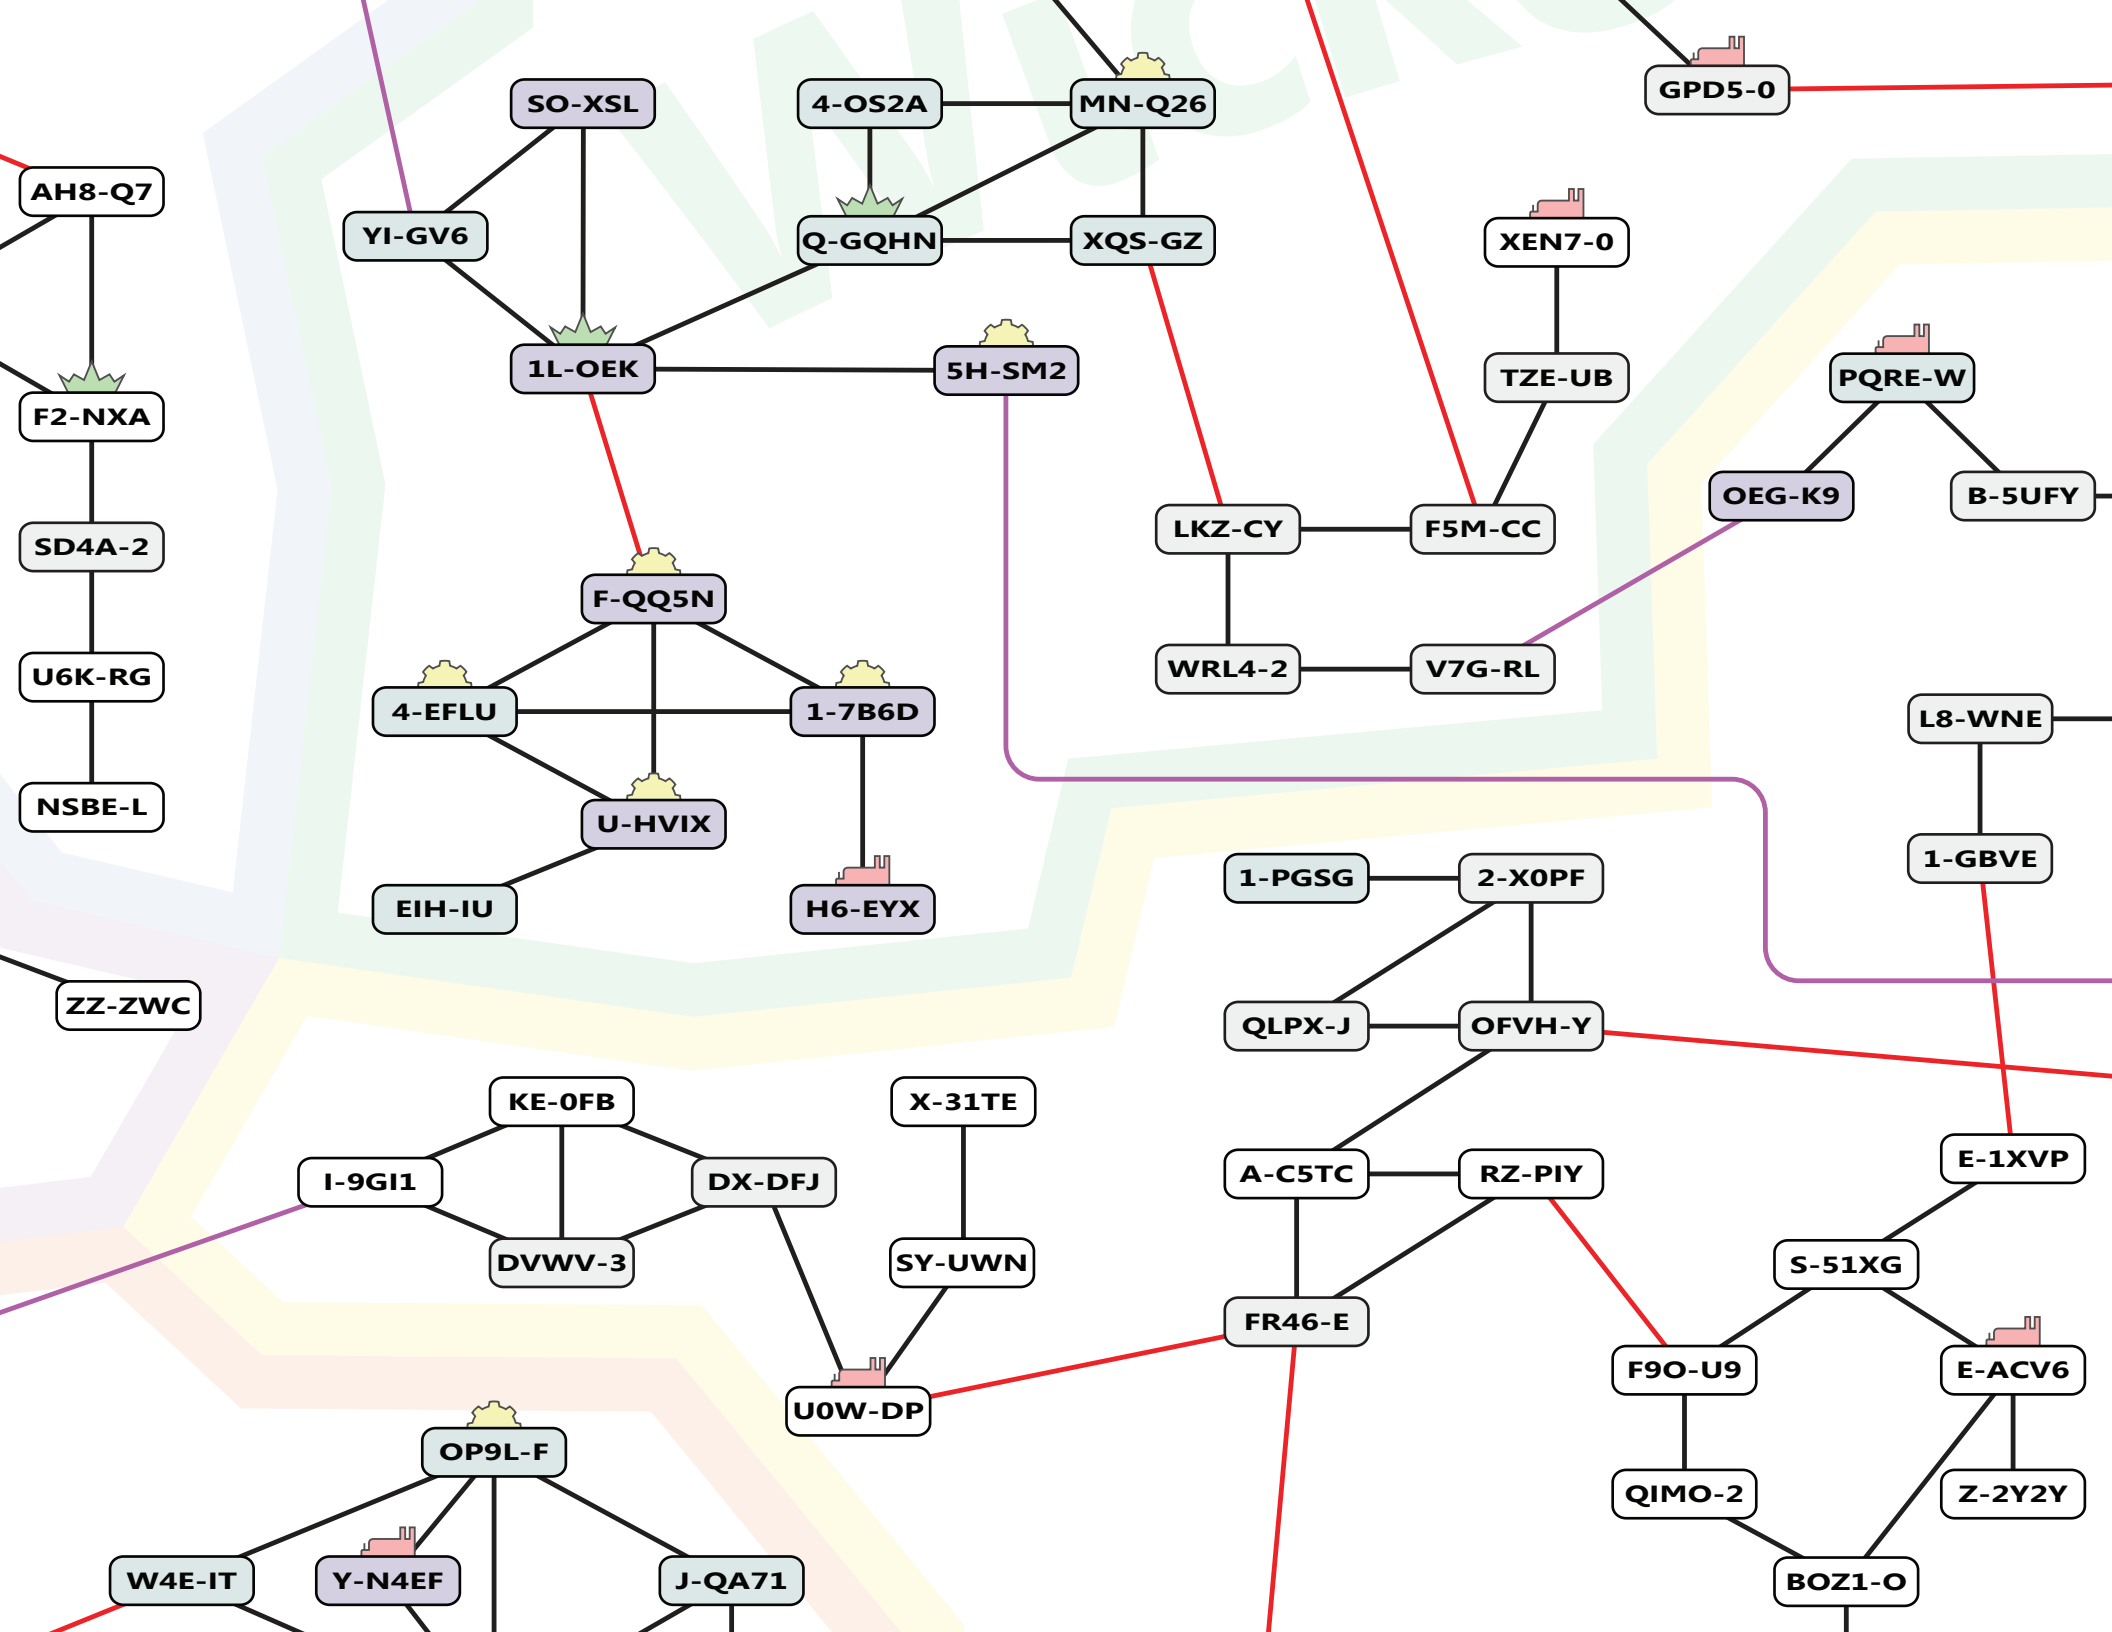 Wicke
GPD5-0
SO-XSL
4-OS2A
MN-Q26
AH8-Q7
YI-GV6
Q-GQHN
XQS-GZ
XEN7-0
1L-OEK
5H-SM2
TZE-UB
PQRE-W
F2-NXA
OEG-K9
B-5UFY
SD4A-2
LKZ-CY
F5M-CC
F-QQ5N
U6K-RG
WRL4-2
V7G-RL
4-EFLU
1-7B6D
L8-WNE
NSBE-L
U-HVIX
1-GBVE
EIH-IU
H6-EYX
1-PGSG
2-X0PF
ZZ-ZWC
QLPX-J
OFVH-Y
KE-0FB
X-31TE
I-9GI1
DX-DFJ
A-C5TC
RZ-PIY
E-1XVP
DVWV-3
SY-UWN
S-51XG
FR46-E
F9O-U9
E-ACV6
U0W-DP
OP9L-F
QIMO-2
Z-2Y2Y
W4E-IT
Y-N4EF
J-QA71
BOZ1-O